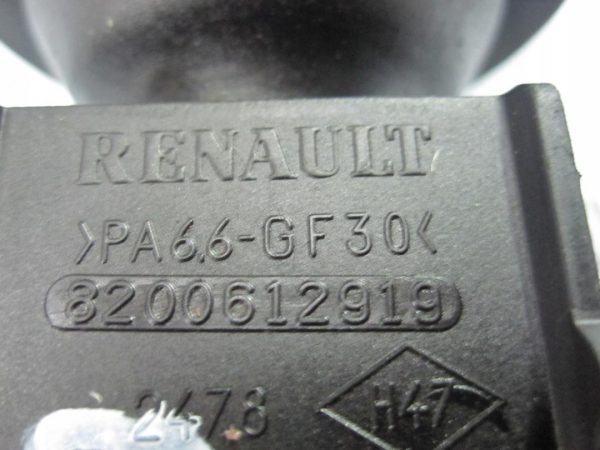 RENAULT
>PA6.6-GF30<
8200612919
2478 H47